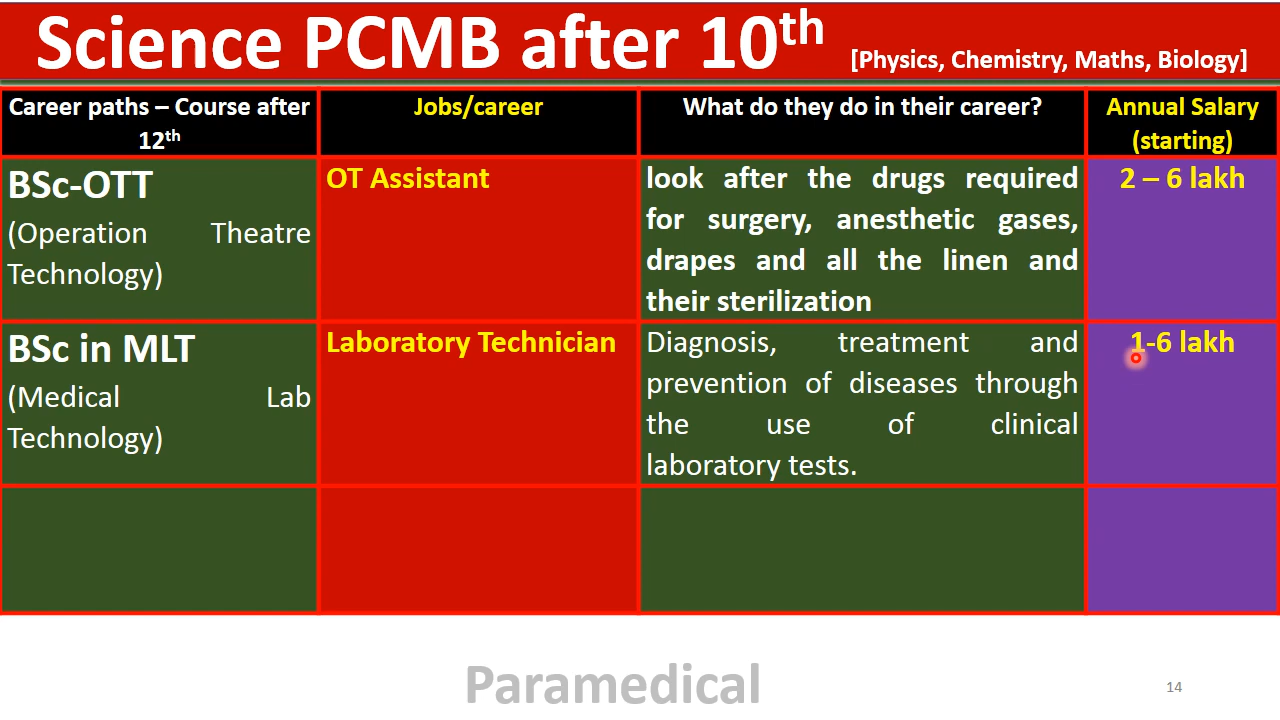 Science PCMB after 10th [Physics, Chemistry, Maths, Biology]
Career paths – Course after
12th
Jobs/career
What do they do in their career?
Annual Salary
(starting)
BSc-OTT
(Operation Theatre
Technology)
OT Assistant
look after the drugs required
for surgery, anesthetic gases,
drapes and all the linen and
their sterilization
2 – 6 lakh
BSc in MLT
(Medical Lab
Technology)
Laboratory Technician
Diagnosis, treatment and
prevention of diseases through
the use of clinical
laboratory tests.
1-6 lakh
Paramedical
14